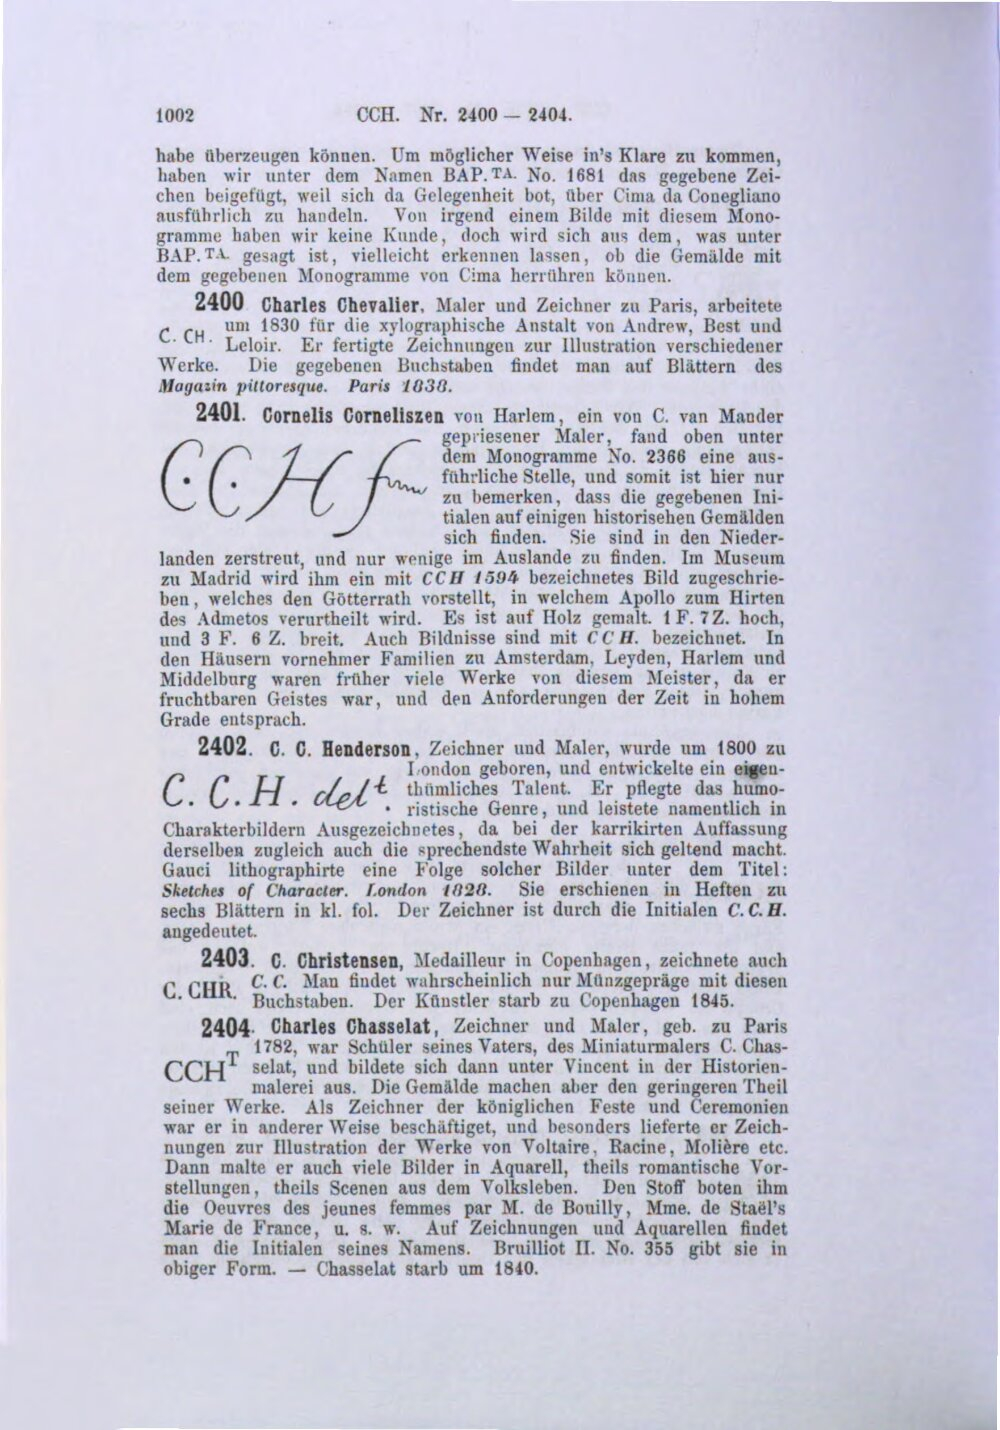 1002 CCH. Nr. 2400 — 2404.
habe überzeugen können. Um möglicher Weise in's Klare zu kommen,
haben wir unter dem Namen BAP.TA. No. 1681 das gegebene Zei-
chen beigefügt, weil sich da Gelegenheit bot, über Cima da Conegliano
ausführlich zu handeln. Von irgend einem Bilde mit diesem Mono-
gramme haben wir keine Kunde, doch wird sich aus dem, was unter
BAP.TA. gesagt ist, vielleicht erkennen lassen, ob die Gemälde mit
dem gegebenen Monogramme von Cima herrühren können.
2400 Charles Chevalier, Maler und Zeichner zu Paris, arbeitete
C. CH. um 1830 für die xylographische Anstalt von Andrew, Best und
Leloir. Er fertigte Zeichnungen zur Illustration verschiedener
Werke. Die gegebenen Buchstaben findet man auf Blättern des
Magazin pittoresque. Paris 1838.
2401. Cornelis Corneliszen von Harlem, ein von C. van Mander
gepriesener Maler, fand oben unter
dem Monogramme No. 2366 eine aus-
C·C·H f führliche Stelle, und somit ist hier nur
zu bemerken, dass die gegebenen Ini-
tialen auf einigen historischen Gemälden
sich finden. Sie sind in den Nieder-
landen zerstreut, und nur wenige im Auslande zu finden. Im Museum
zu Madrid wird ihm ein mit CCH 1594 bezeichnetes Bild zugeschrie-
ben, welches den Götterrath vorstellt, in welchem Apollo zum Hirten
des Admetos verurtheilt wird. Es ist auf Holz gemalt. 1 F. 7 Z. hoch,
und 3 F. 6 Z. breit. Auch Bildnisse sind mit CCH. bezeichnet. In
den Häusern vornehmer Familien zu Amsterdam, Leyden, Harlem und
Middelburg waren früher viele Werke von diesem Meister, da er
fruchtbaren Geistes war, und den Anforderungen der Zeit in hohem
Grade entsprach.
2402. C. C. Henderson, Zeichner und Maler, wurde um 1800 zu
London geboren, und entwickelte ein eigen-
C. C. H. delt. thümliches Talent. Er pflegte das humo-
ristische Genre, und leistete namentlich in
Charakterbildern Ausgezeichnetes, da bei der karrikirten Auffassung
derselben zugleich auch die sprechendste Wahrheit sich geltend macht.
Gauci lithographirte eine Folge solcher Bilder unter dem Titel:
Sketches of Character. London 1828. Sie erschienen in Heften zu
sechs Blättern in kl. fol. Der Zeichner ist durch die Initialen C. C. H.
angedeutet.
2403. C. Christensen, Medailleur in Copenhagen, zeichnete auch
C. CHR. C. C. Man findet wahrscheinlich nur Münzgepräge mit diesen
Buchstaben. Der Künstler starb zu Copenhagen 1845.
2404. Charles Chasselat, Zeichner und Maler, geb. zu Paris
1782, war Schüler seines Vaters, des Miniaturmalers C. Chas-
CCHT selat, und bildete sich dann unter Vincent in der Historien-
malerei aus. Die Gemälde machen aber den geringeren Theil
seiner Werke. Als Zeichner der königlichen Feste und Ceremonien
war er in anderer Weise beschäftiget, und besonders lieferte er Zeich-
nungen zur Illustration der Werke von Voltaire, Racine, Molière etc.
Dann malte er auch viele Bilder in Aquarell, theils romantische Vor-
stellungen, theils Scenen aus dem Volksleben. Den Stoff boten ihm
die Oeuvres des jeunes femmes par M. de Bouilly, Mme. de Staël's
Marie de France, u. s. w. Auf Zeichnungen und Aquarellen findet
man die Initialen seines Namens. Bruilliot II. No. 355 gibt sie in
obiger Form. — Chasselat starb um 1840.